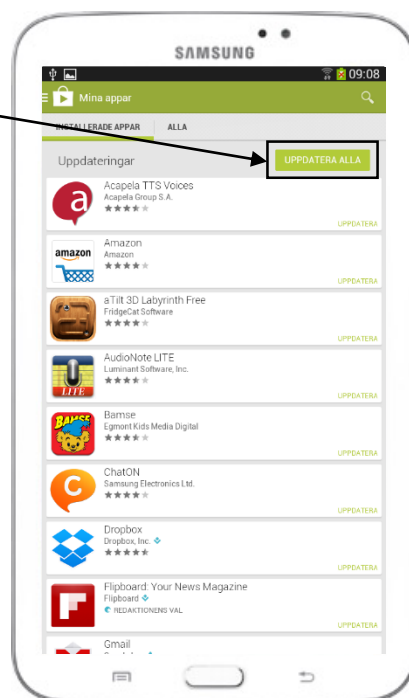 SAMSUNG
09:08
Mina appar
INSTALLERADE APPAR ALLA
Uppdateringar UPPDATERA ALLA
Acapela TTS Voices
Acapela Group S.A.
UPPDATERA
amazon
Amazon
Amazon
UPPDATERA
aTilt 3D Labyrinth Free
FridgeCat Software
UPPDATERA
LITE
AudioNote LITE
Luminant Software, Inc.
UPPDATERA
BAMSE
Bamse
Egmont Kids Media Digital
UPPDATERA
ChatON
Samsung Electronics Ltd.
UPPDATERA
Dropbox
Dropbox, Inc.
UPPDATERA
Flipboard: Your News Magazine
Flipboard
REDAKTIONENS VAL
UPPDATERA
Gmail